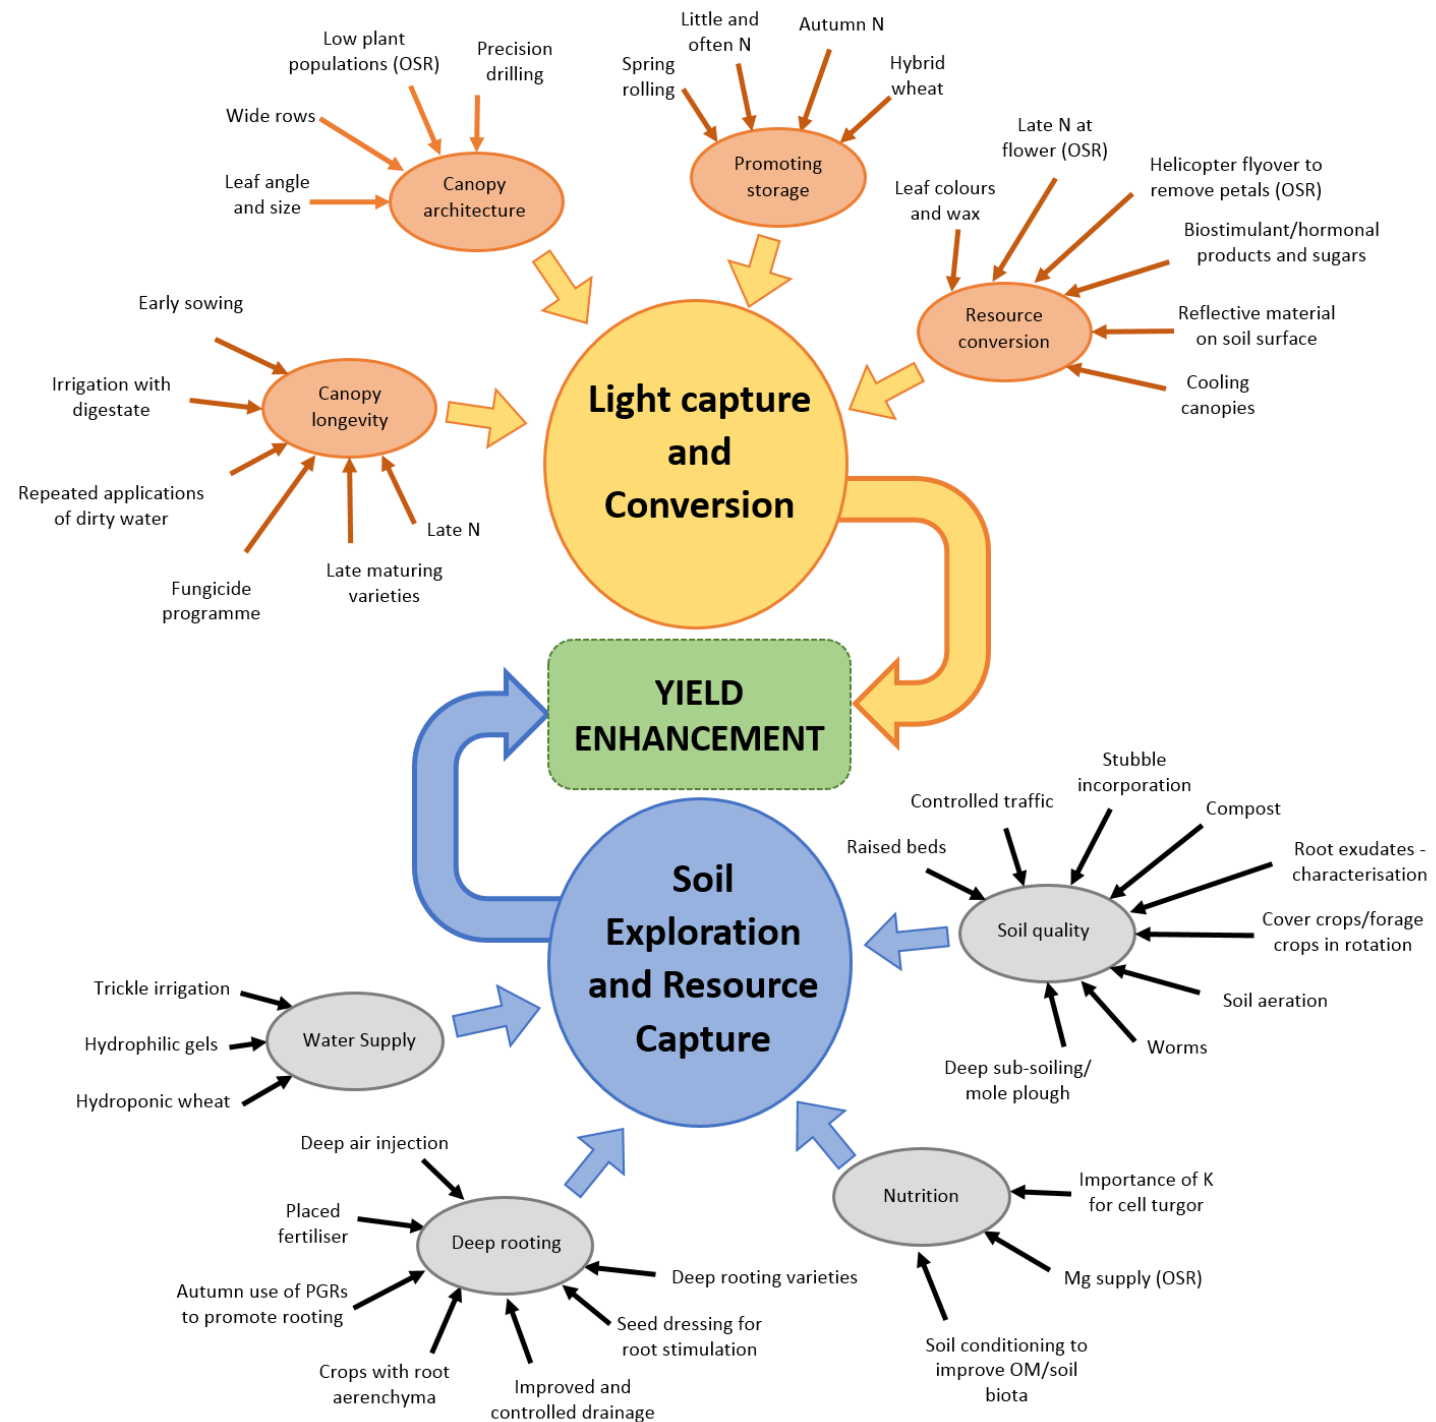 Low plant
populations (OSR)
Precision
drilling
Wide rows
Leaf angle
and size
Canopy
architecture
Little and
often N
Autumn N
Spring
rolling
Hybrid
wheat
Promoting
storage
Late N at
flower (OSR)
Helicopter flyover to
remove petals (OSR)
Leaf colours
and wax
Biostimulant/hormonal
products and sugars
Reflective material
on soil surface
Cooling
canopies
Resource
conversion
Early sowing
Irrigation with
digestate
Repeated applications
of dirty water
Fungicide
programme
Late maturing
varieties
Late N
Canopy
longevity
Light capture
and
Conversion
YIELD
ENHANCEMENT
Soil
Exploration
and Resource
Capture
Stubble
incorporation
Controlled traffic
Compost
Raised beds
Root exudates -
characterisation
Cover crops/forage
crops in rotation
Soil aeration
Worms
Deep sub-soiling/
mole plough
Soil quality
Trickle irrigation
Hydrophilic gels
Hydroponic wheat
Water Supply
Deep air injection
Placed
fertiliser
Autumn use of PGRs
to promote rooting
Crops with root
aerenchyma
Improved and
controlled drainage
Seed dressing for
root stimulation
Deep rooting varieties
Deep rooting
Nutrition
Importance of K
for cell turgor
Mg supply (OSR)
Soil conditioning to
improve OM/soil
biota